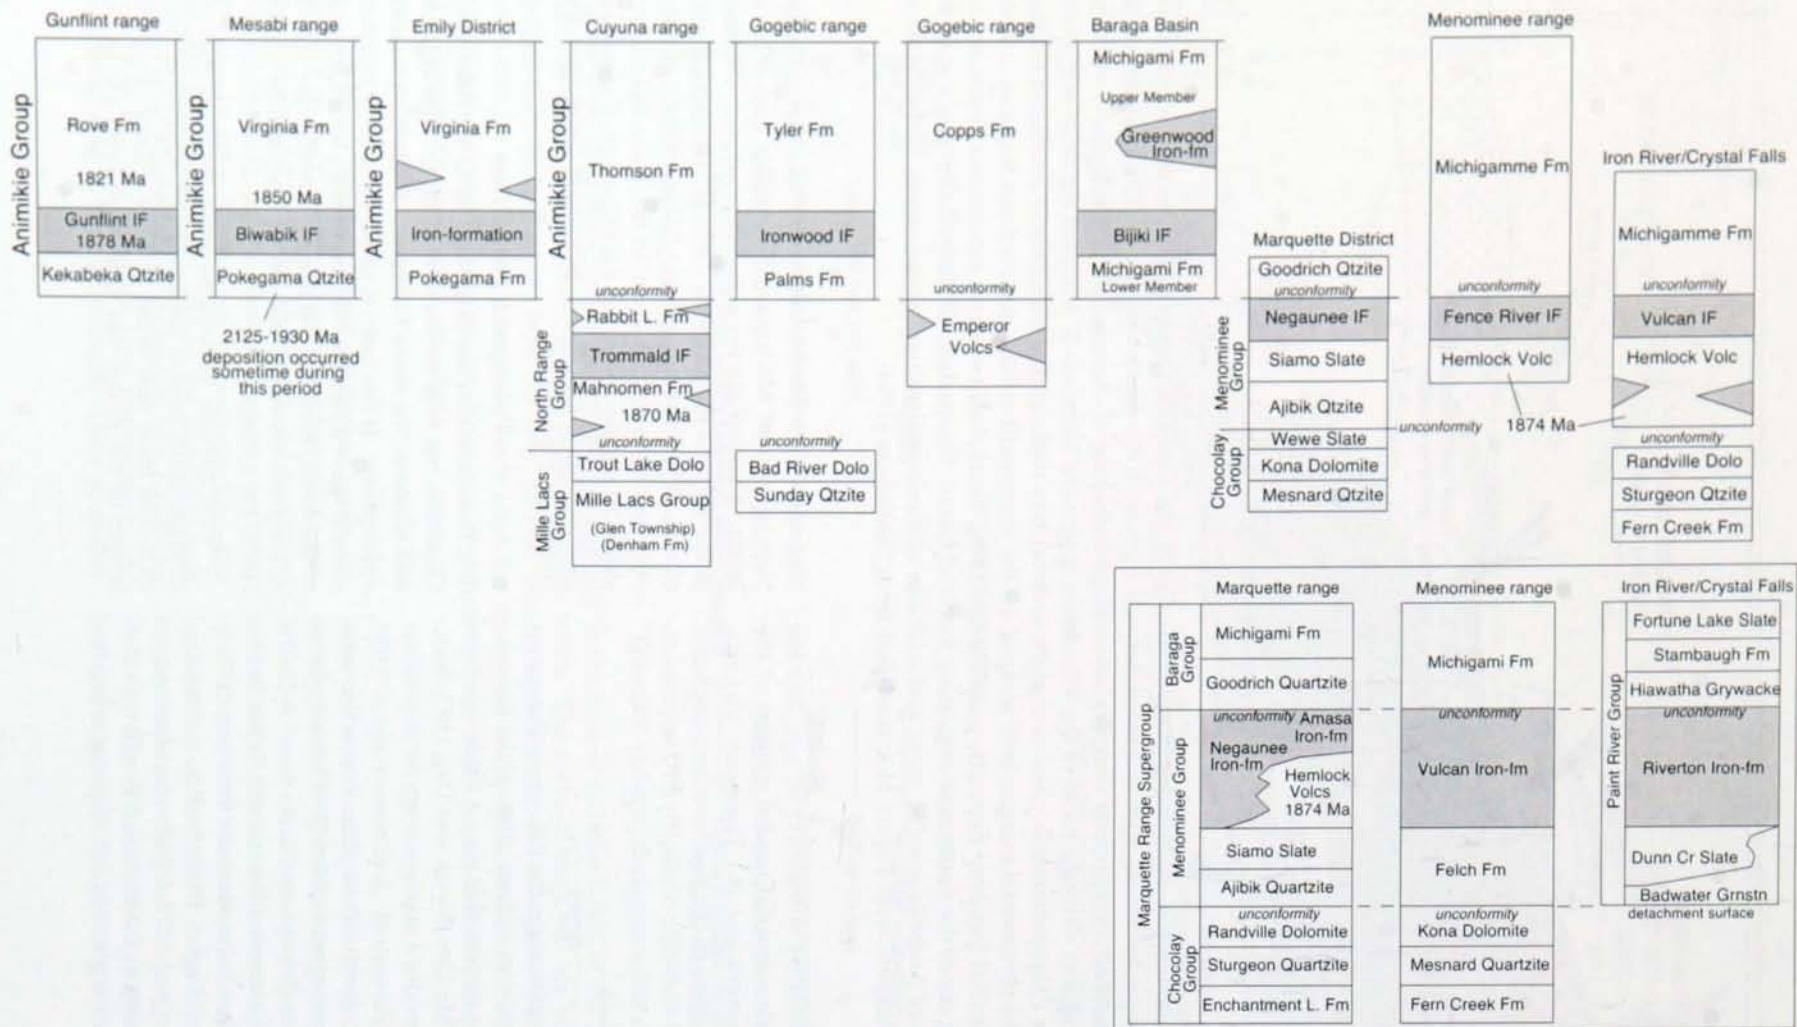 Gunflint range
Animikie Group
Rove Fm
1821 Ma
Gunflint IF
1878 Ma
Kekabeka Qtzite
Mesabi range
Animikie Group
Virginia Fm
1850 Ma
Biwabik IF
Pokegama Qtzite
2125-1930 Ma
deposition occurred
sometime during
this period
Emily District
Animikie Group
Virginia Fm
Iron-formation
Pokegama Fm
Cuyuna range
Animikie Group
Thomson Fm
unconformity
North Range
Group
Rabbit L. Fm
Trommald IF
Mahnomen Fm
1870 Ma
unconformity
Mille Lacs
Group
Trout Lake Dolo
Mille Lacs Group
(Glen Township)
(Denham Fm)
Gogebic range
Tyler Fm
Ironwood IF
Palms Fm
unconformity
Bad River Dolo
Sunday Qtzite
Gogebic range
Copps Fm
unconformity
Emperor
Volcs
Baraga Basin
Michigami Fm
Upper Member
Greenwood
Iron-fm
Bijiki IF
Michigami Fm
Lower Member
Marquette District
Goodrich Qtzite
unconformity
Menominee
Group
Negaunee IF
Siamo Slate
Ajibik Qtzite
unconformity
Chocolay
Group
Wewe Slate
Kona Dolomite
Mesnard Qtzite
Menominee range
Michigamme Fm
unconformity
Fence River IF
Hemlock Volc
1874 Ma
Iron River/Crystal Falls
Michigamme Fm
unconformity
Vulcan IF
Hemlock Volc
unconformity
Randville Dolo
Sturgeon Qtzite
Fern Creek Fm
Marquette range
Marquette Range Supergroup
Baraga
Group
Michigami Fm
Goodrich Quartzite
Menominee Group
unconformity
Amasa
Iron-fm
Negaunee
Iron-fm
Hemlock
Volcs
1874 Ma
Siamo Slate
Ajibik Quartzite
Chocolay
Group
unconformity
Randville Dolomite
Sturgeon Quartzite
Enchantment L. Fm
Menominee range
Michigami Fm
unconformity
Vulcan Iron-fm
Felch Fm
unconformity
Kona Dolomite
Mesnard Quartzite
Fern Creek Fm
Iron River/Crystal Falls
Paint River Group
Fortune Lake Slate
Stambaugh Fm
Hiawatha Grywacke
unconformity
Riverton Iron-fm
Dunn Cr Slate
Badwater Grnstn
detachment surface